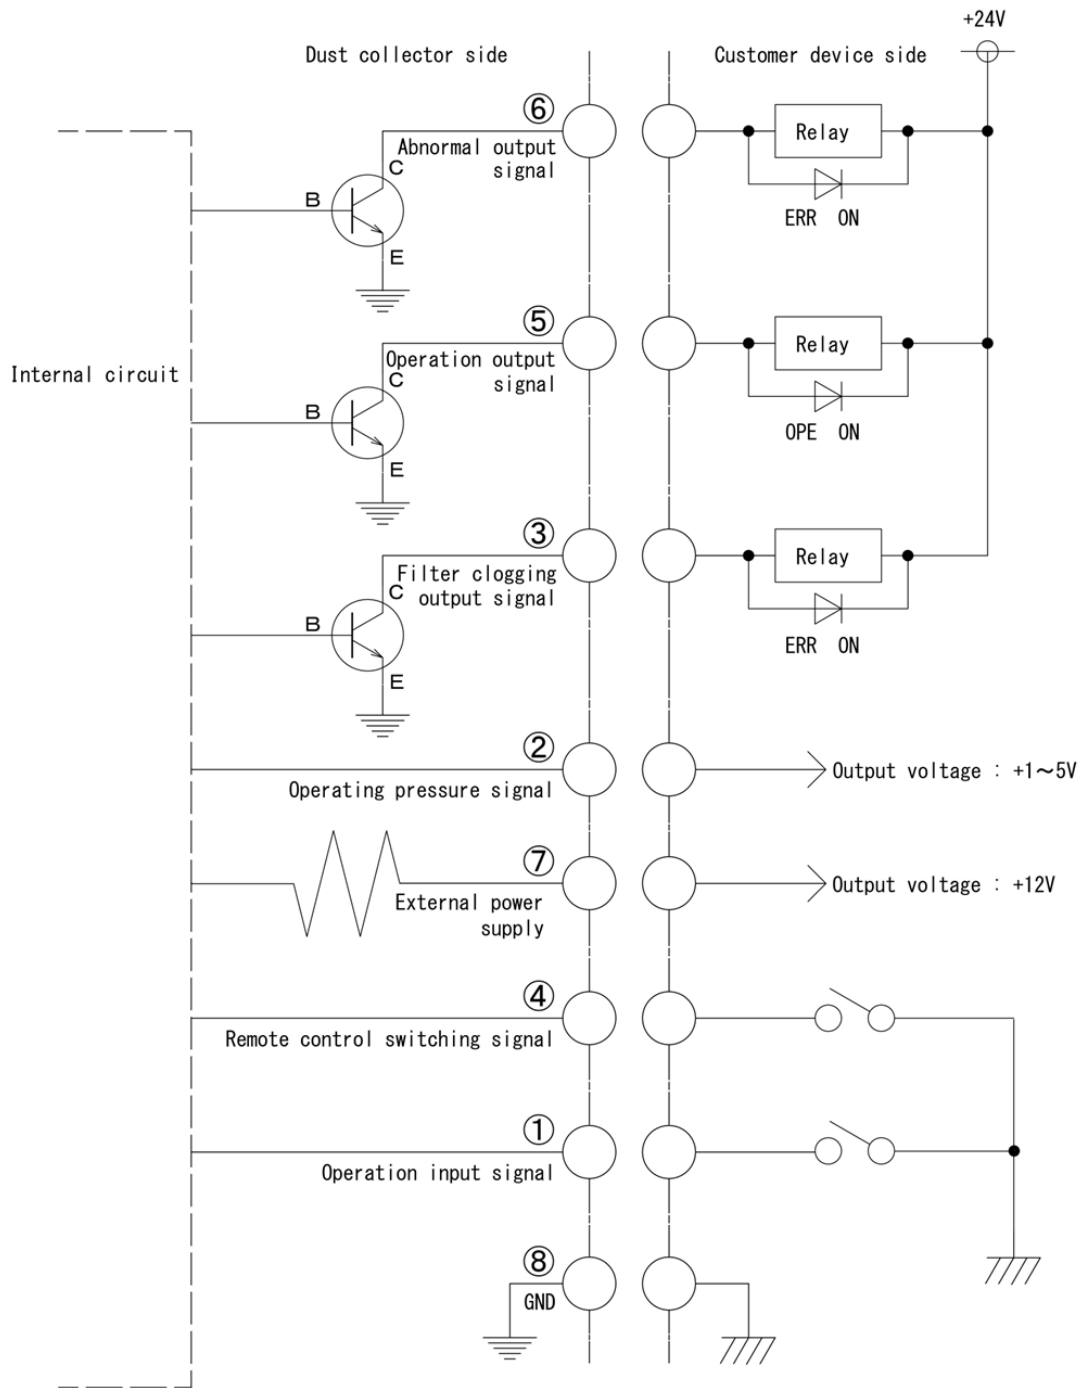 +24V
Dust collector side
Customer device side
⑥
Abnormal output
signal
C
B
E
Relay
ERR ON
⑤
Operation output
signal
C
B
E
Relay
OPE ON
Internal circuit
③
Filter clogging
output signal
C
B
E
Relay
ERR ON
②
Operating pressure signal
Output voltage : +1～5V
⑦
External power
supply
Output voltage : +12V
④
Remote control switching signal
①
Operation input signal
⑧
GND